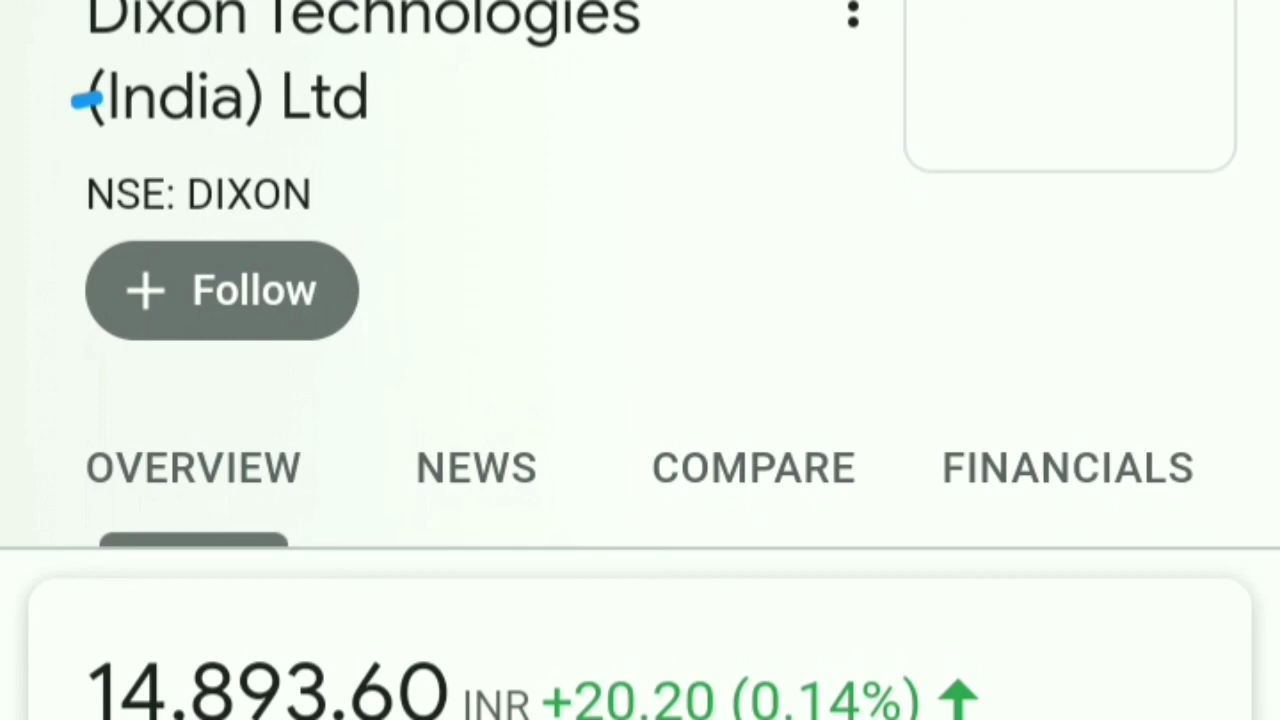 Dixon Technologies
(India) Ltd
NSE: DIXON
+ Follow
OVERVIEW NEWS COMPARE FINANCIALS
14,893.60 INR +20.20 (0.14%) ↑